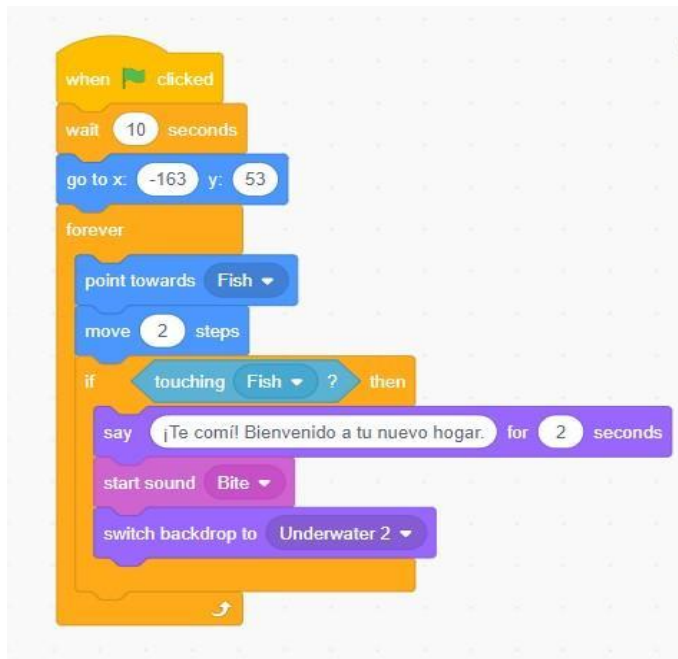 when clicked
wait 10 seconds
go to x: -163 y: 53
forever
point towards Fish
move 2 steps
if touching Fish ? then
say ¡Te comí! Bienvenido a tu nuevo hogar. for 2 seconds
start sound Bite
switch backdrop to Underwater 2